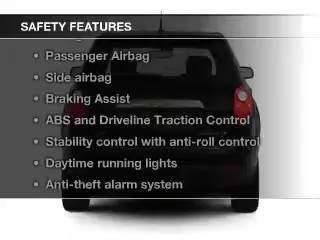 SAFETY FEATURES
• Passenger Airbag
• Side airbag
• Braking Assist
• ABS and Driveline Traction Control
• Stability control with anti-roll control
• Daytime running lights
• Anti-theft alarm system